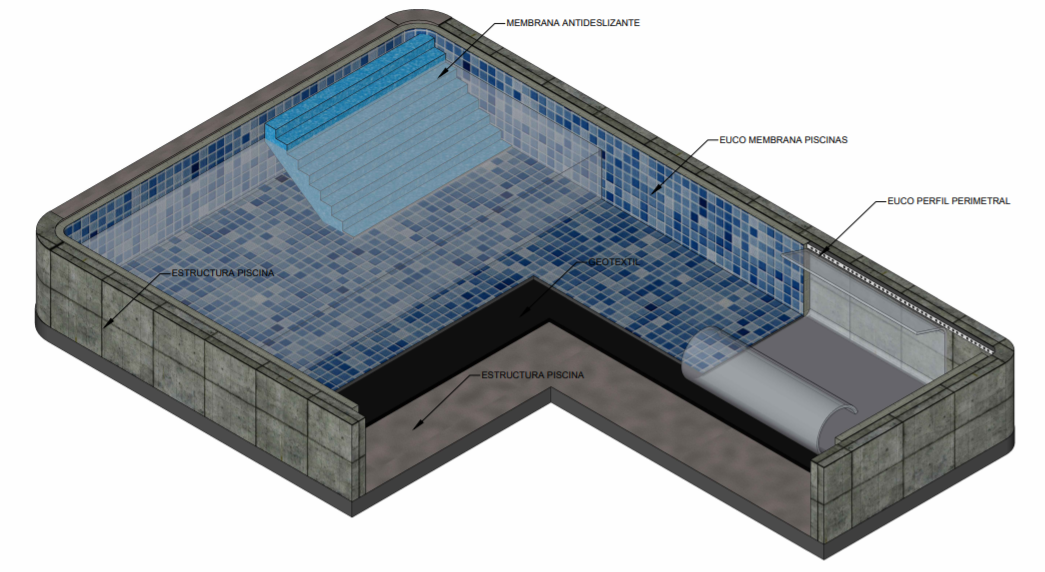 MEMBRANA ANTIDESLIZANTE
EUCO MEMBRANA PISCINAS
EUCO PERFIL PERIMETRAL
GEOTEXTIL
ESTRUCTURA PISCINA
ESTRUCTURA PISCINA